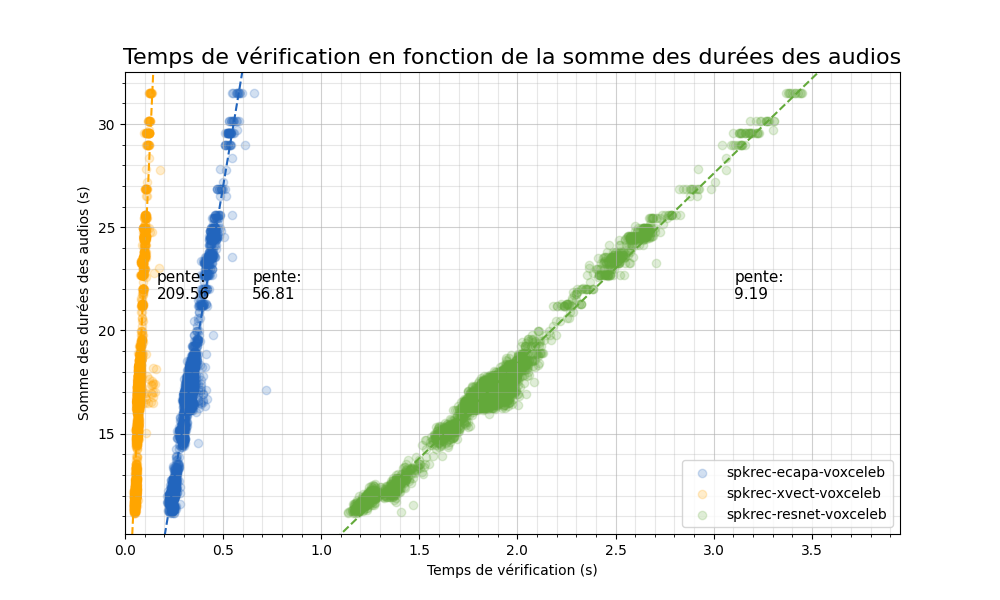 Temps de vérification en fonction de la somme des durées des audios
Somme des durées des audios (s)
30
25
20
15
pente:
209.56
pente:
56.81
pente:
9.19
spkrec-ecapa-voxceleb
spkrec-xvect-voxceleb
spkrec-resnet-voxceleb
0.0
0.5
1.0
1.5
2.0
2.5
3.0
3.5
Temps de vérification (s)